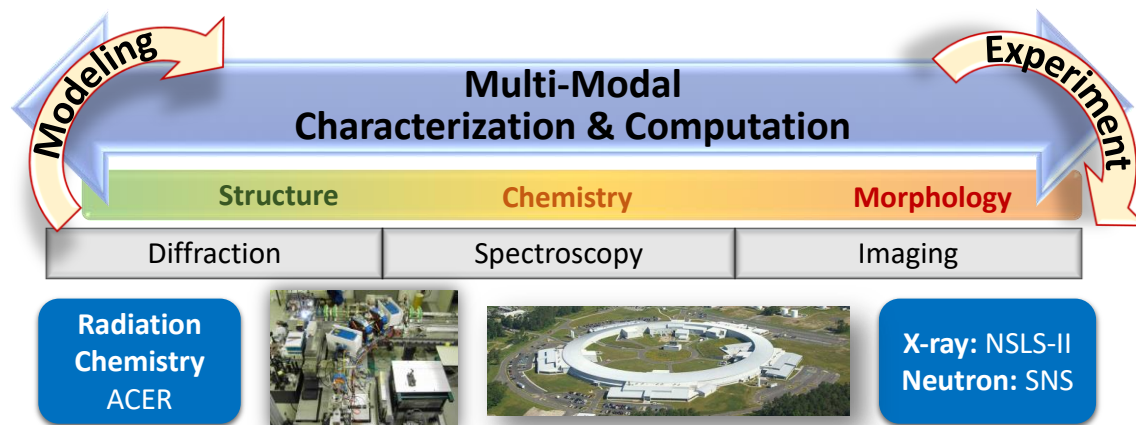 Modeling
Experiment
Multi-Modal
Characterization & Computation
Structure Chemistry Morphology
Diffraction Spectroscopy Imaging
Radiation
Chemistry
ACER
X-ray: NSLS-II
Neutron: SNS